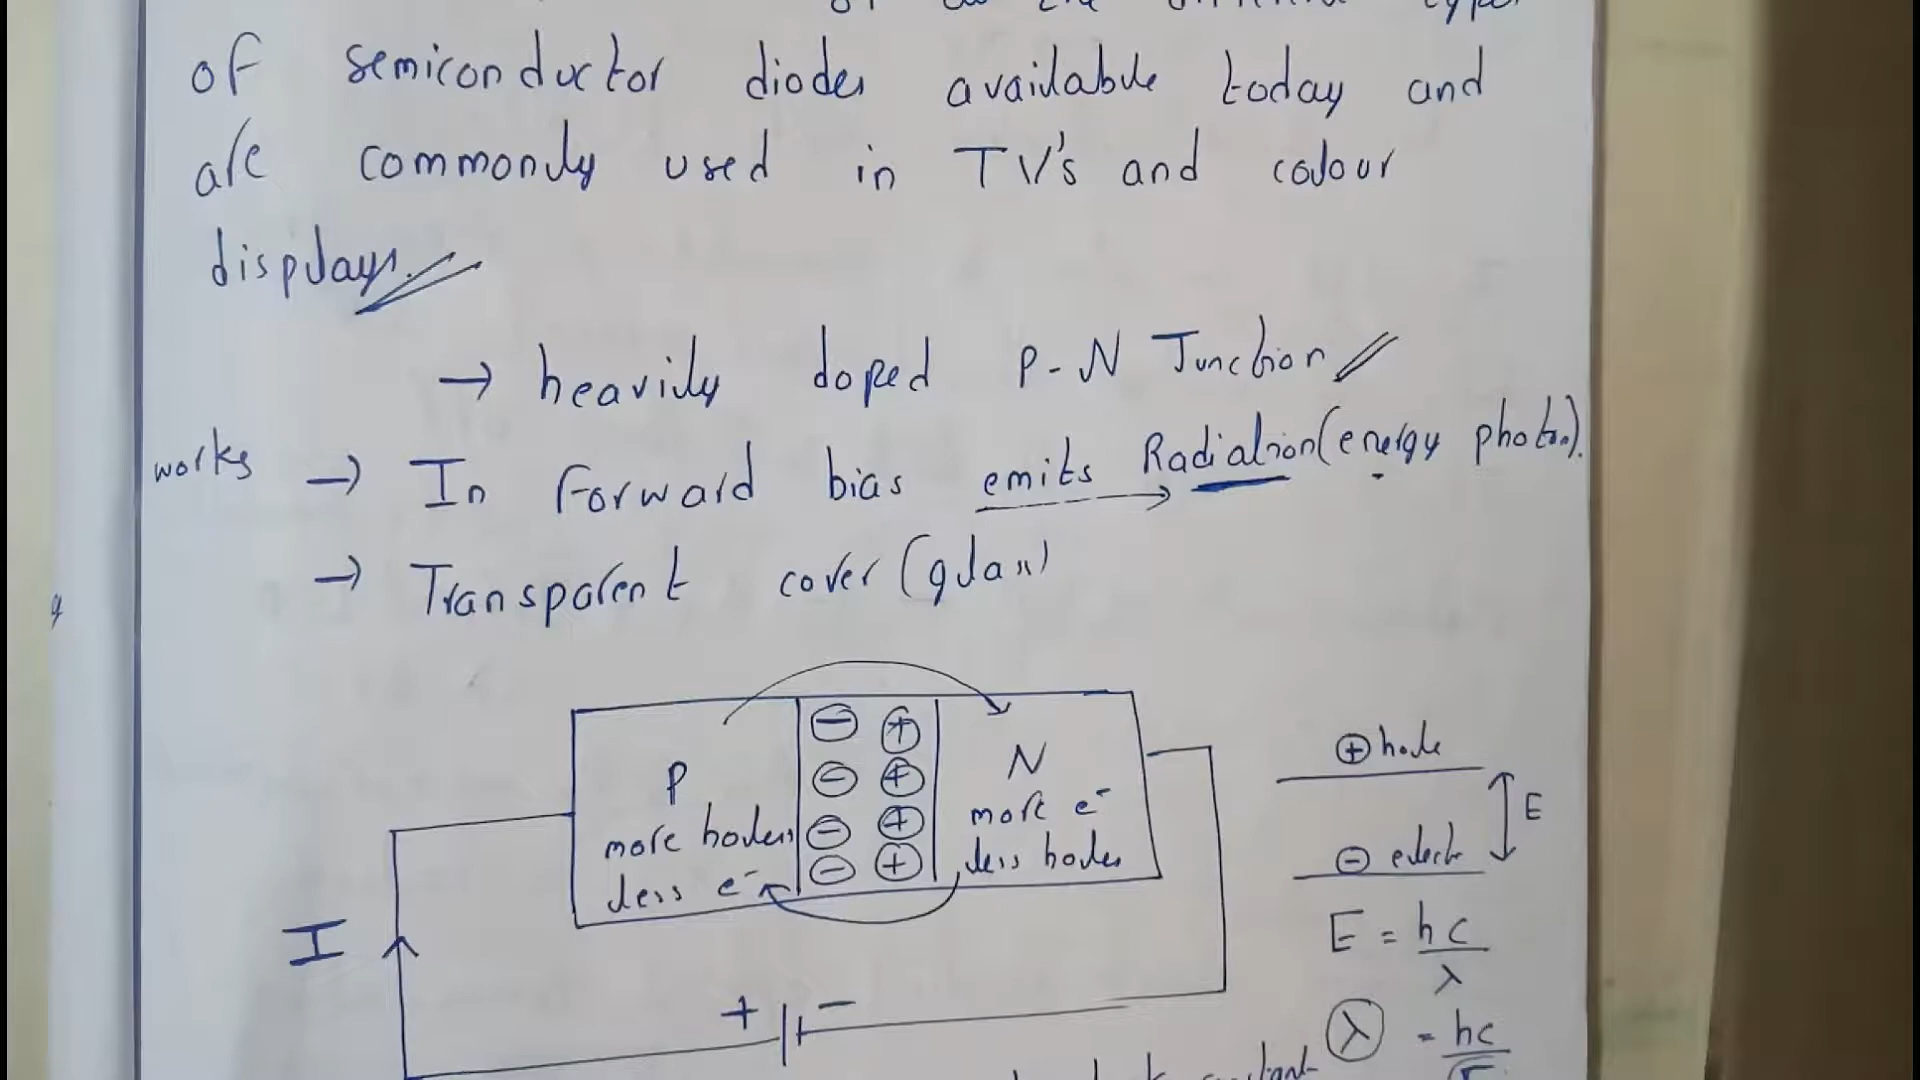 of semiconductor diodes available today and
are commonly used in TV's and colour
displays.
→ heavily doped P-N Junction
works → In Forward bias emits Radiation (energy photon).
→ Transparent cover (glass)
P
more holes
less e⁻
⊖ ⊕
⊖ ⊕
⊖ ⊕
⊖ ⊕
N
more e⁻
less holes
I
+ −
⊕ hole
E
⊖ elect
E = hc/λ
λ = hc/E